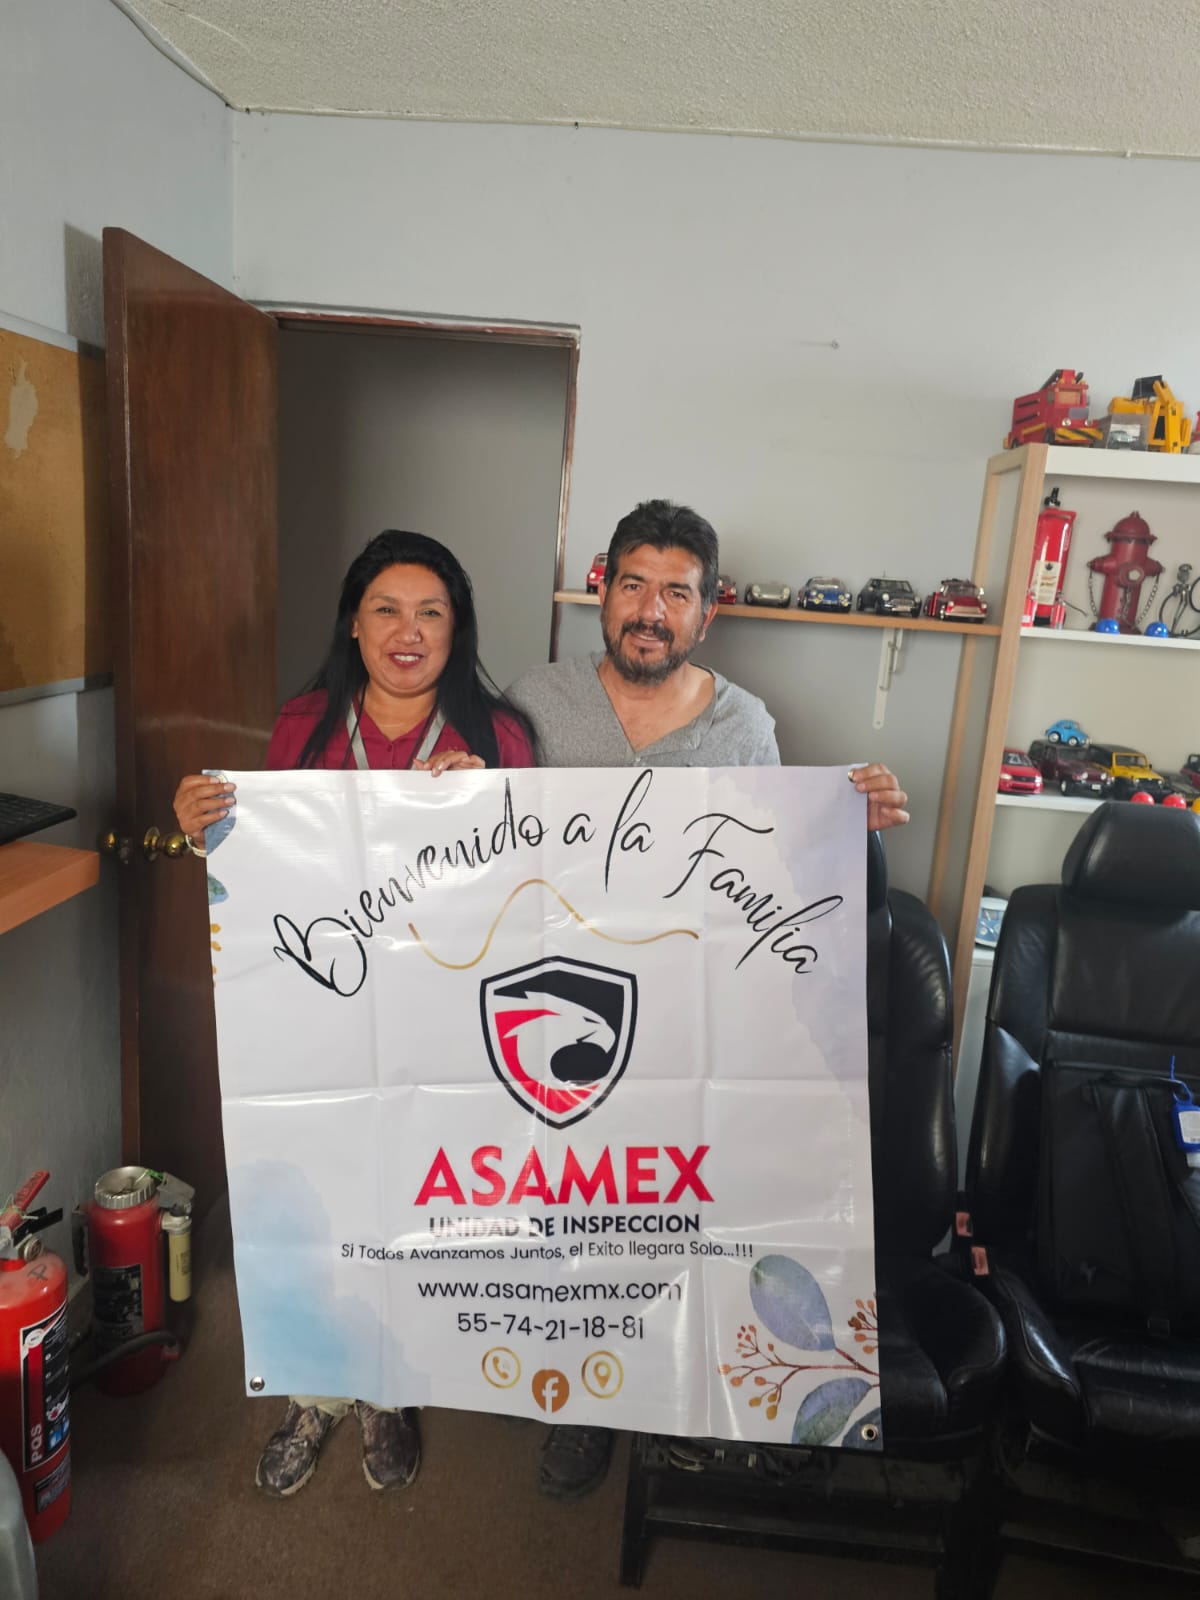 Bienvenido a la Familia
ASAMEX
UNIDAD DE INSPECCION
Si Todos Avanzamos Juntos, el Exito llegara Solo...!!!
www.asamexmx.com
55-74-21-18-81
f
PQS